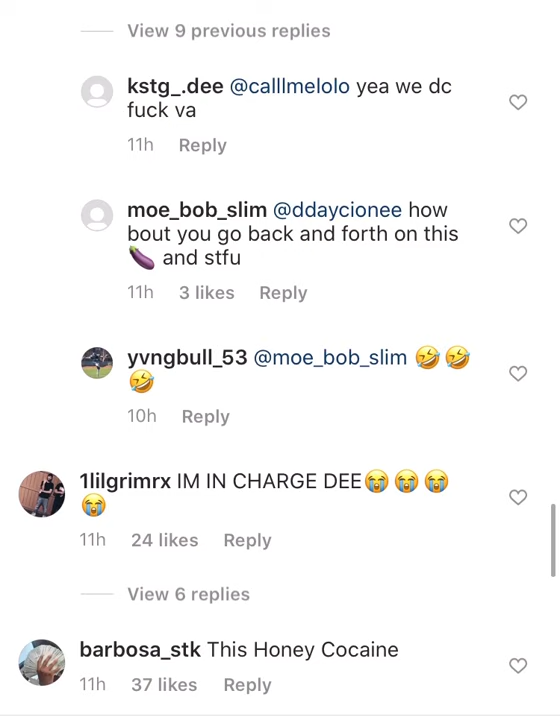 View 9 previous replies
kstg_.dee @calllmelolo yea we dc
fuck va
11h Reply
moe_bob_slim @ddaycionee how
bout you go back and forth on this
🍆 and stfu
11h 3 likes Reply
yvngbull_53 @moe_bob_slim 🤣🤣
🤣
10h Reply
1lilgrimrx IM IN CHARGE DEE😭😭😭
😭
11h 24 likes Reply
View 6 replies
barbosa_stk This Honey Cocaine
11h 37 likes Reply